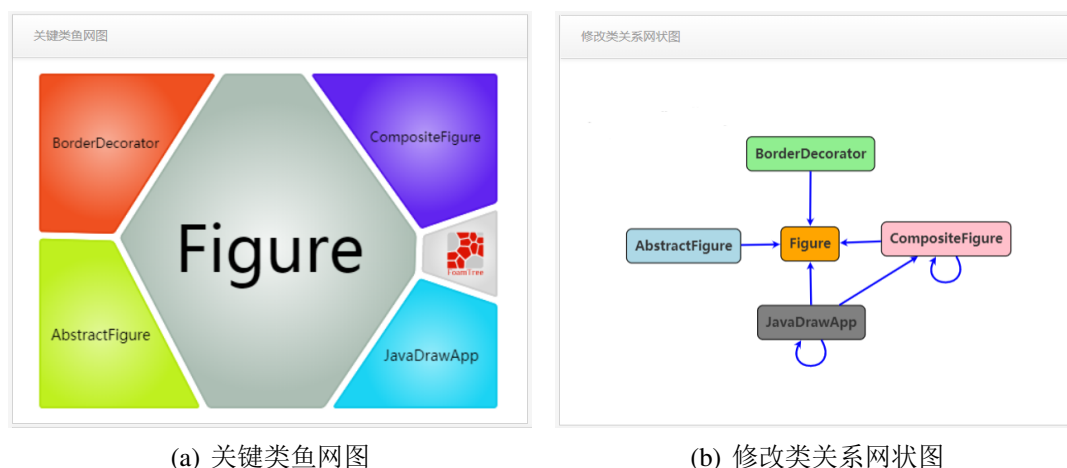 关键类鱼网图
BorderDecorator
CompositeFigure
Figure
FoamTree
AbstractFigure
JavaDrawApp
(a) 关键类鱼网图
修改类关系网状图
BorderDecorator
AbstractFigure
Figure
CompositeFigure
JavaDrawApp
(b) 修改类关系网状图